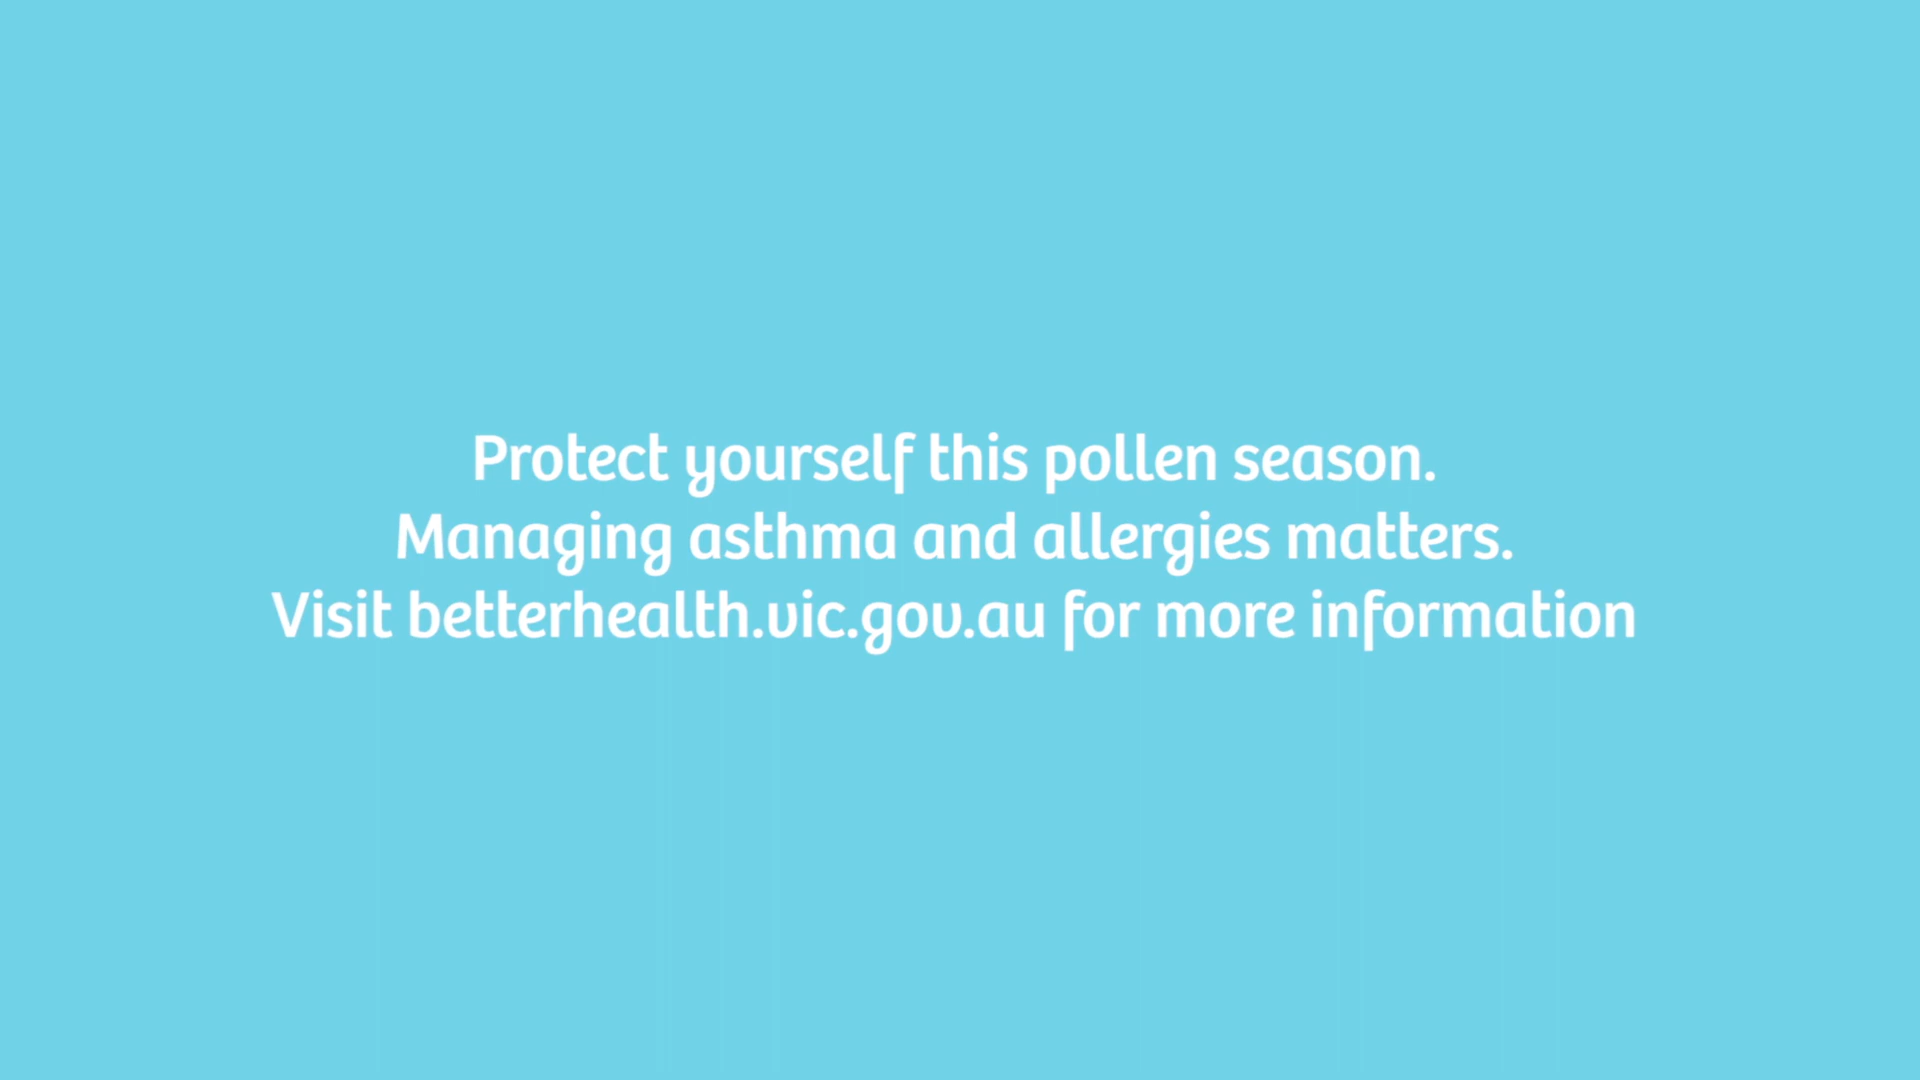 Protect yourself this pollen season.
Managing asthma and allergies matters.
Visit betterhealth.vic.gov.au for more information